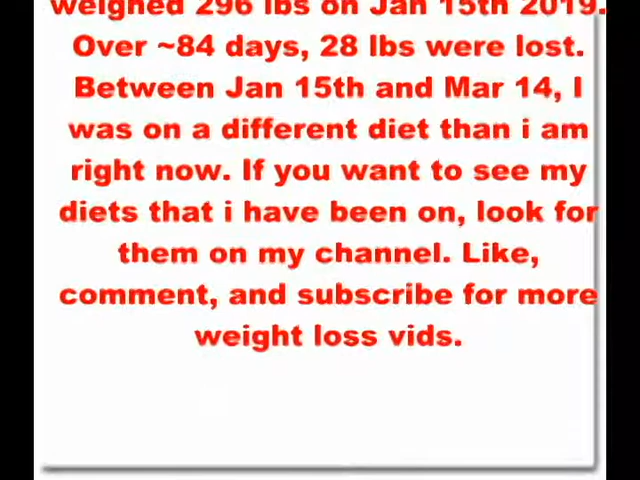 weighed 296 lbs on Jan 15th 2019.
Over ~84 days, 28 lbs were lost.
Between Jan 15th and Mar 14, I
was on a different diet than i am
right now. If you want to see my
diets that i have been on, look for
them on my channel. Like,
comment, and subscribe for more
weight loss vids.